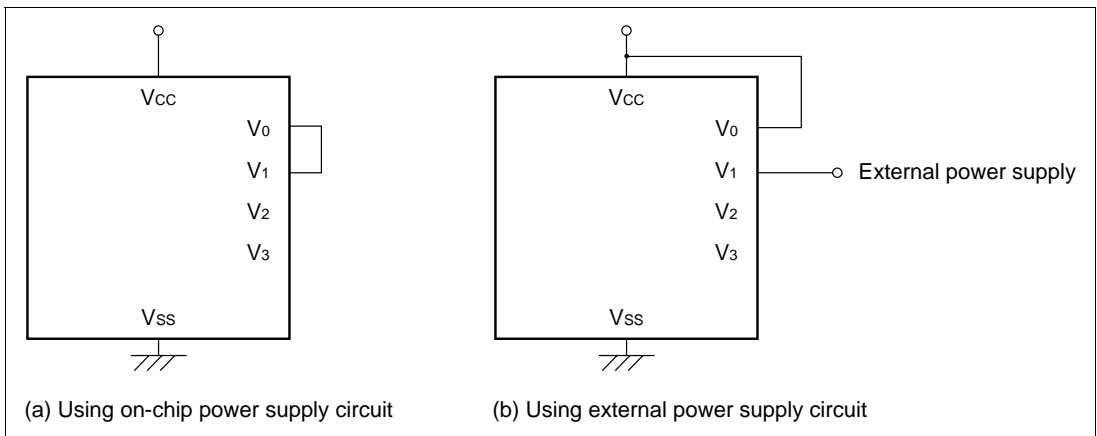 VCC
V0
V1
V2
V3
VSS
(a) Using on-chip power supply circuit
VCC
V0
V1
External power supply
V2
V3
VSS
(b) Using external power supply circuit